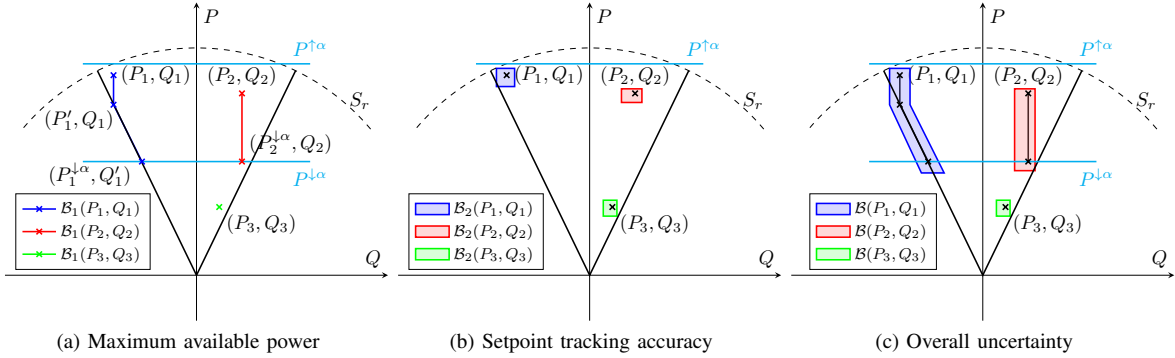 P
P^{↑α}
(P_1, Q_1)
(P_2, Q_2)
S_r
(P'_1, Q_1)
(P_2^{↓α}, Q_2)
(P_1^{↓α}, Q'_1)
P^{↓α}
B_1(P_1, Q_1)
B_1(P_2, Q_2)
B_1(P_3, Q_3)
(P_3, Q_3)
Q
(a) Maximum available power
P
P^{↑α}
(P_1, Q_1)
(P_2, Q_2)
S_r
B_2(P_1, Q_1)
B_2(P_2, Q_2)
B_2(P_3, Q_3)
(P_3, Q_3)
Q
(b) Setpoint tracking accuracy
P
P^{↑α}
(P_1, Q_1)
(P_2, Q_2)
S_r
P^{↓α}
B(P_1, Q_1)
B(P_2, Q_2)
B(P_3, Q_3)
(P_3, Q_3)
Q
(c) Overall uncertainty